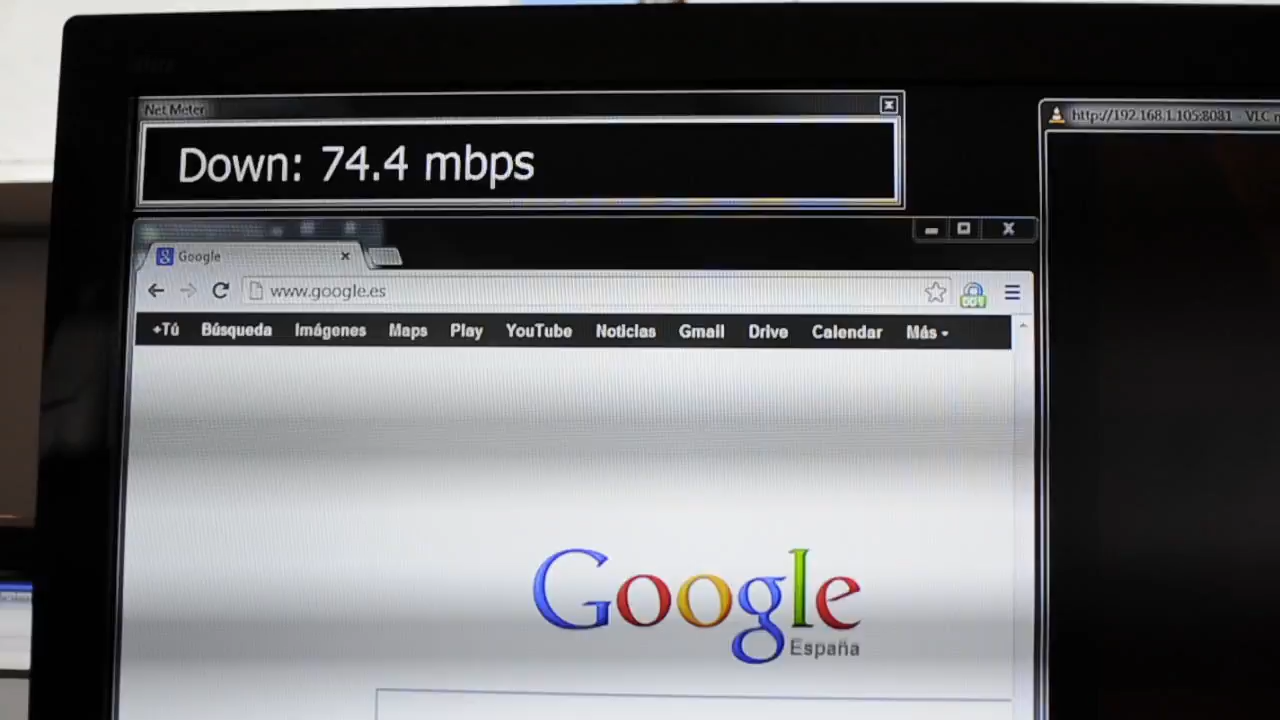 Net Meter
Down: 74.4 mbps
http://192.168.1.105:8081 - VLC
Google
www.google.es
+Tú Búsqueda Imágenes Maps Play YouTube Noticias Gmail Drive Calendar Más
Google
España